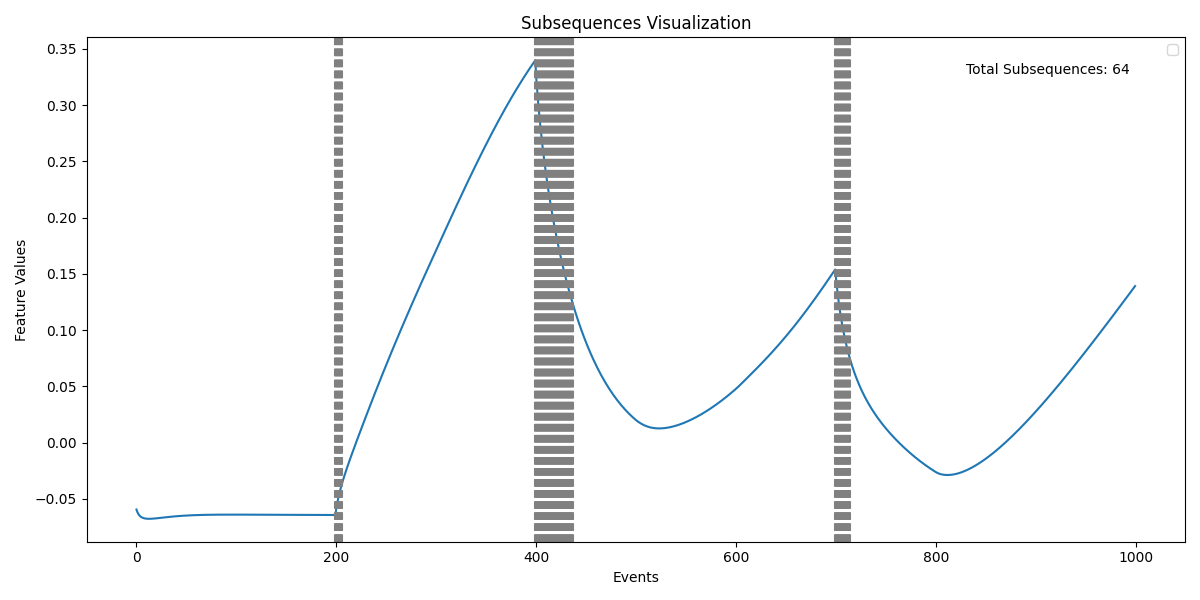 Subsequences Visualization
Total Subsequences: 64
Feature Values
0.35
0.30
0.25
0.20
0.15
0.10
0.05
0.00
−0.05
0 200 400 600 800 1000
Events